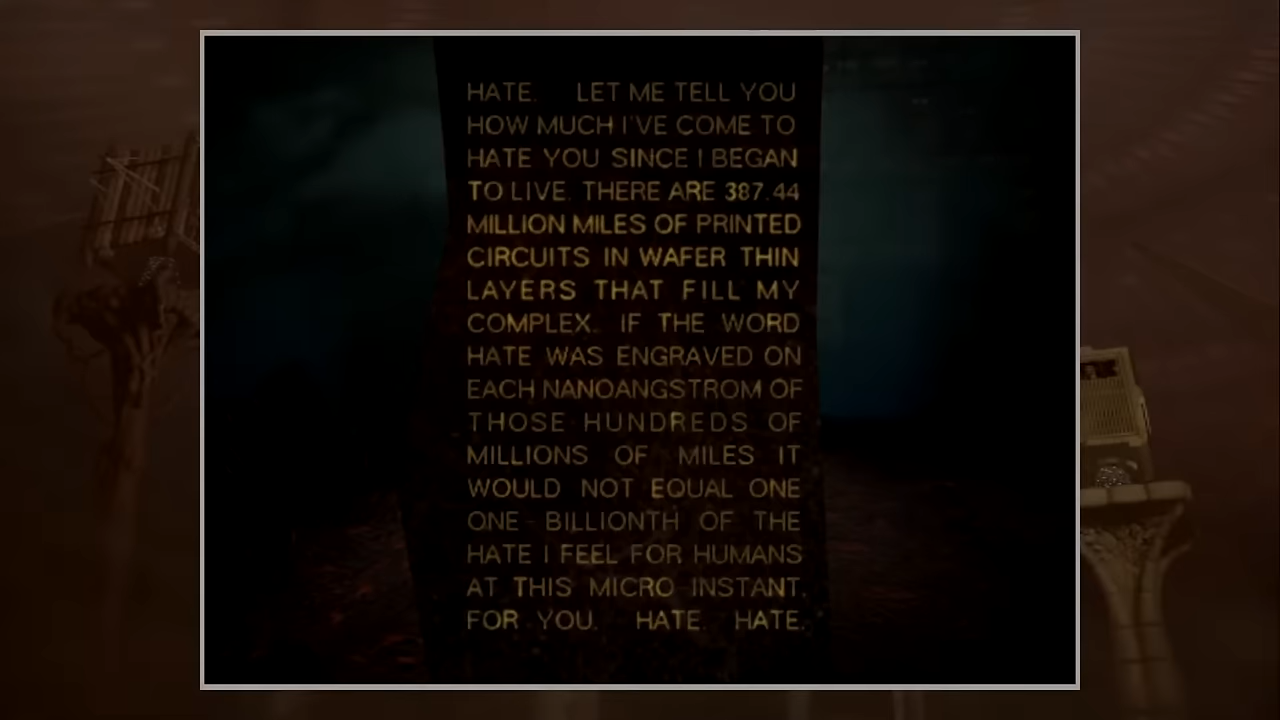 HATE. LET ME TELL YOU
HOW MUCH I'VE COME TO
HATE YOU SINCE I BEGAN
TO LIVE. THERE ARE 387.44
MILLION MILES OF PRINTED
CIRCUITS IN WAFER THIN
LAYERS THAT FILL MY
COMPLEX. IF THE WORD
HATE WAS ENGRAVED ON
EACH NANOANGSTROM OF
THOSE HUNDREDS OF
MILLIONS OF MILES IT
WOULD NOT EQUAL ONE
ONE-BILLIONTH OF THE
HATE I FEEL FOR HUMANS
AT THIS MICRO-INSTANT.
FOR YOU. HATE. HATE.